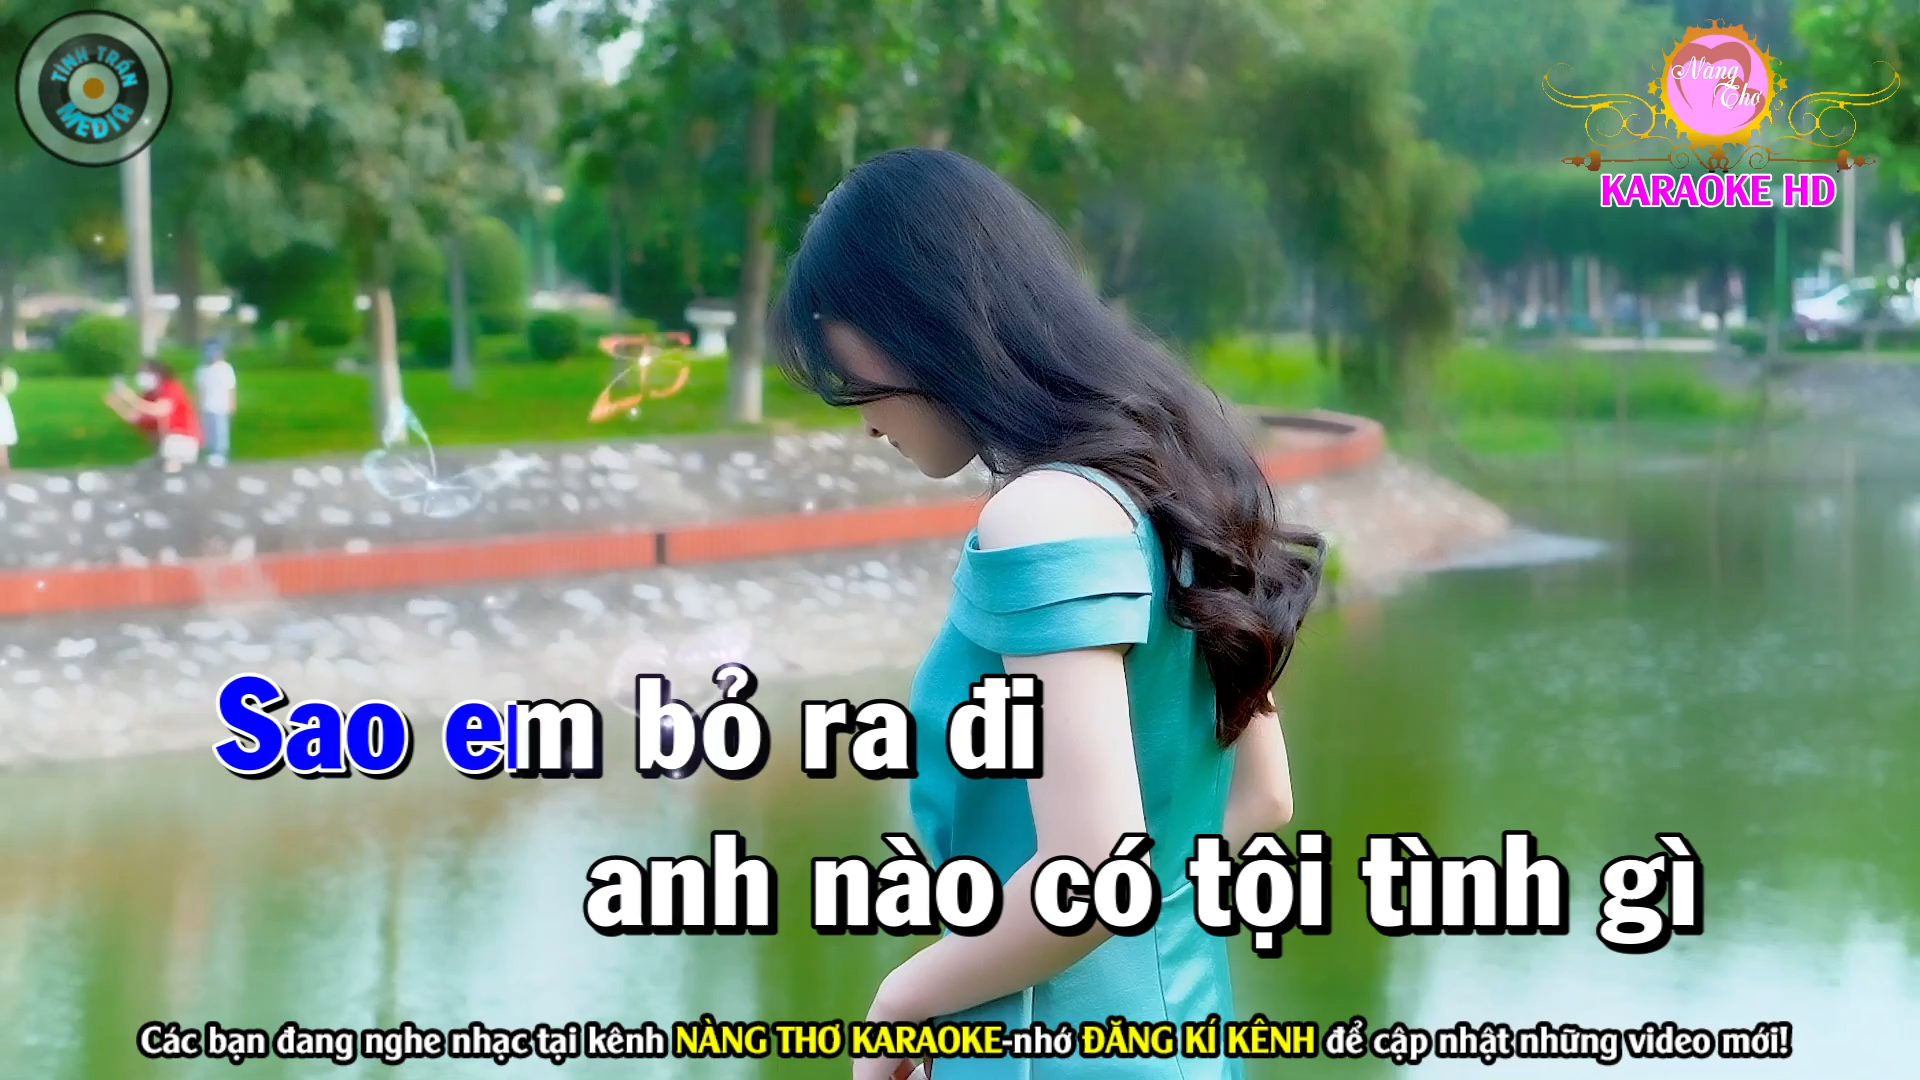 TÌNH TRẦN
MEDIA
Nàng
Thơ
KARAOKE HD
Sao em bỏ ra đi
anh nào có tội tình gì
Các bạn đang nghe nhạc tại kênh NÀNG THƠ KARAOKE-nhớ ĐĂNG KÍ KÊNH để cập nhật những video mới!